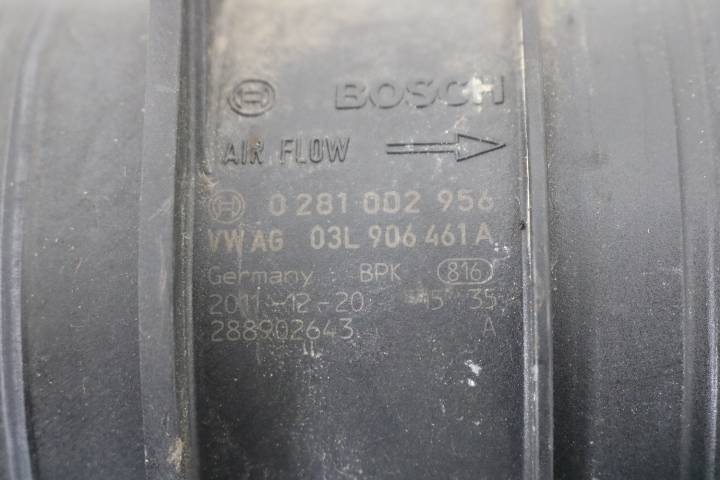 BOSCH
AIR FLOW
0 281 002 956
VW AG 03L 906 461 A
Germany BPK 816
2011-12-20 15 35
288902643 A